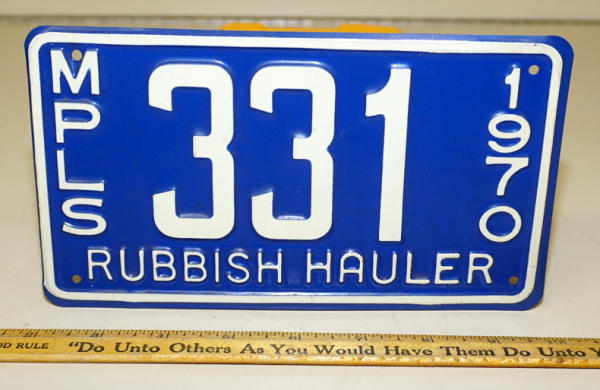 MPLS
331
1970
RUBBISH HAULER
RULE "Do Unto Others As You Would Have Them Do Unto